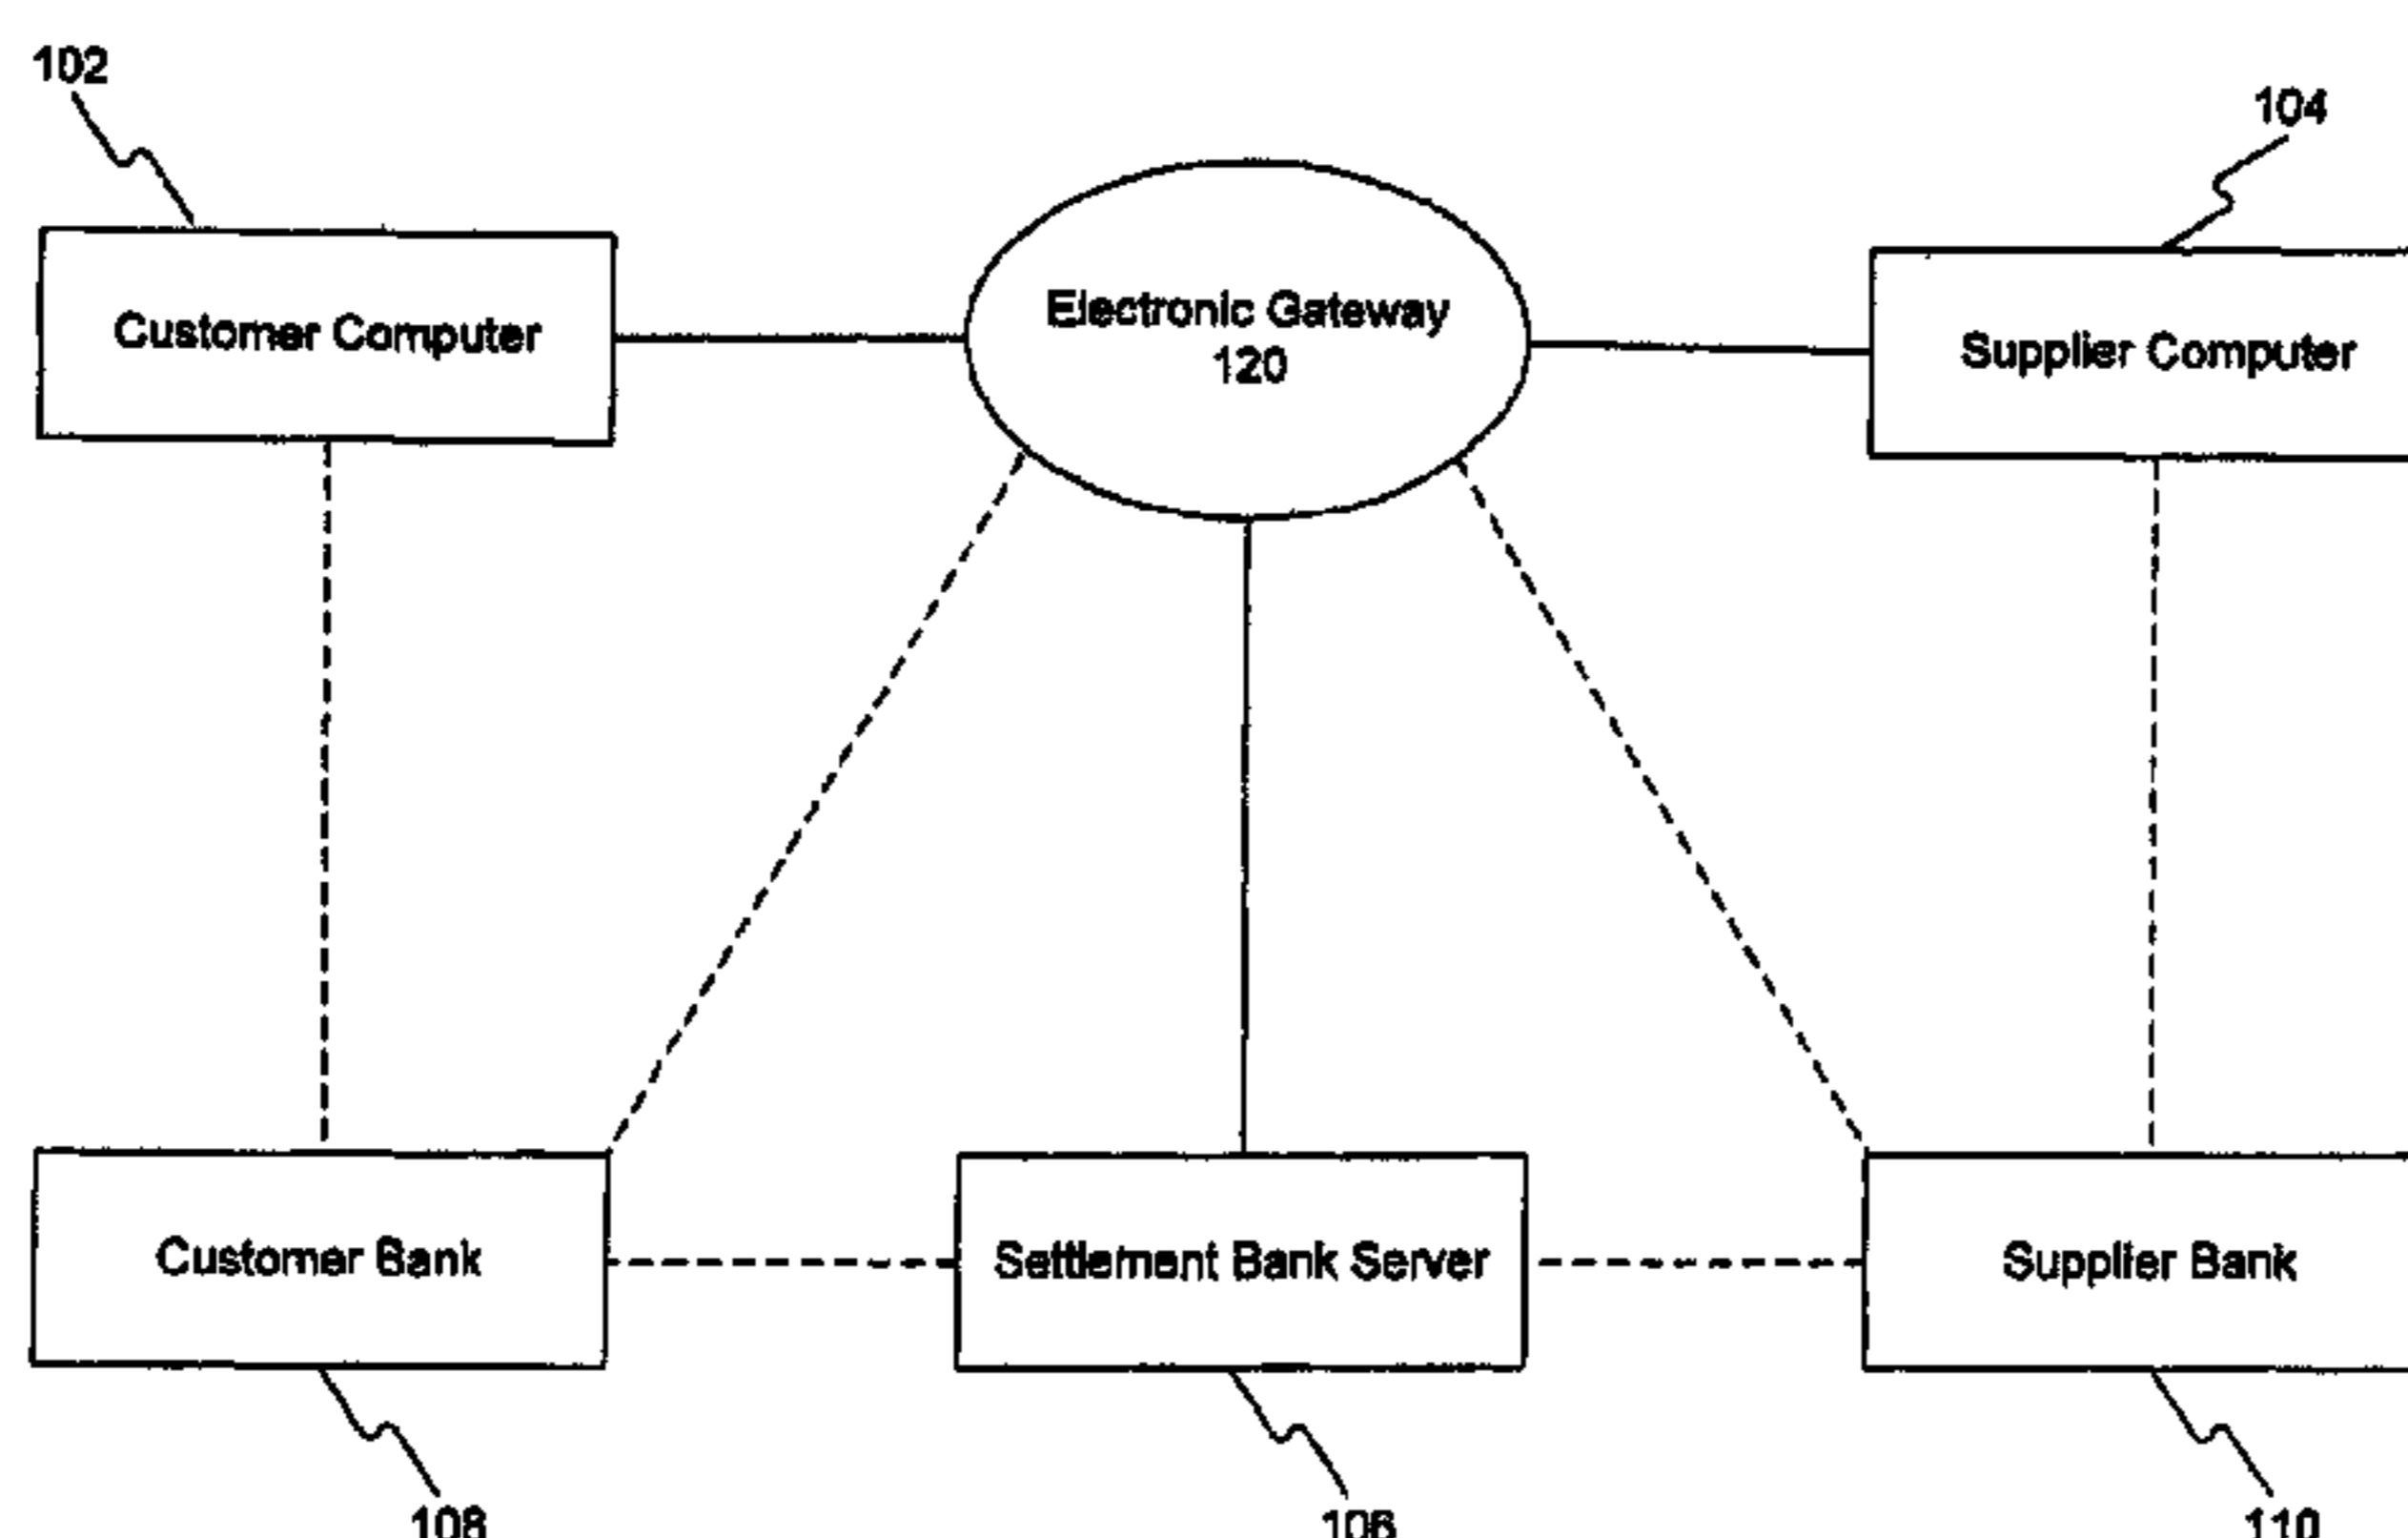 102
104
Electronic Gateway
120
Customer Computer
Supplier Computer
Customer Bank
Settlement Bank Server
Supplier Bank
108
106
110